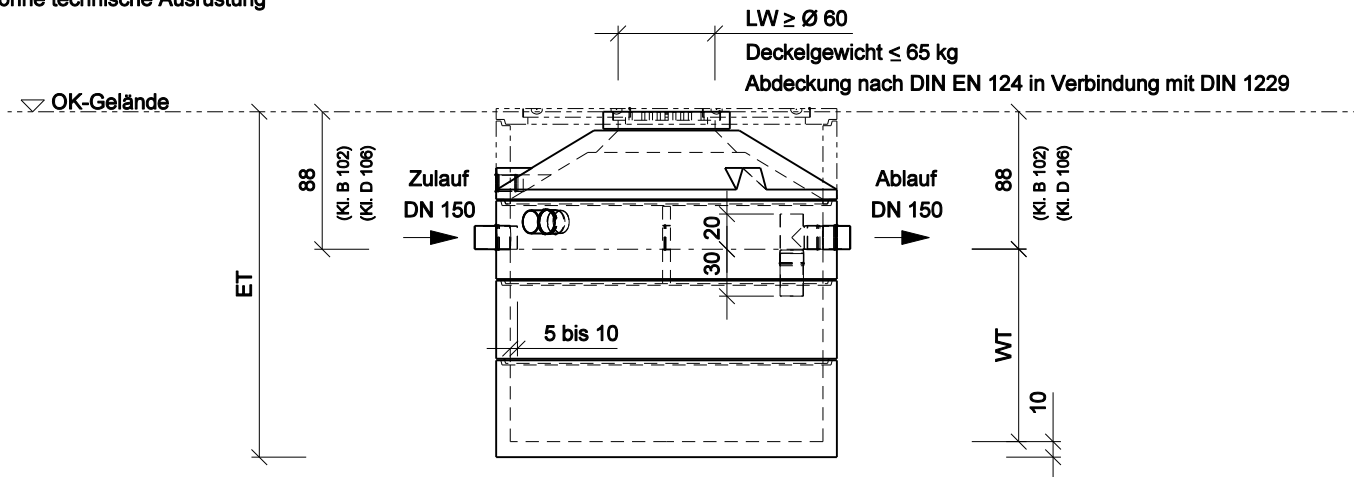 ohne technische Ausrüstung
LW ≥ Ø 60
Deckelgewicht ≤ 65 kg
Abdeckung nach DIN EN 124 in Verbindung mit DIN 1229
OK-Gelände
88
(Kl. B 102)
(Kl. D 106)
Zulauf
DN 150
Ablauf
DN 150
88
(Kl. B 102)
(Kl. D 106)
20
30
ET
5 bis 10
WT
10